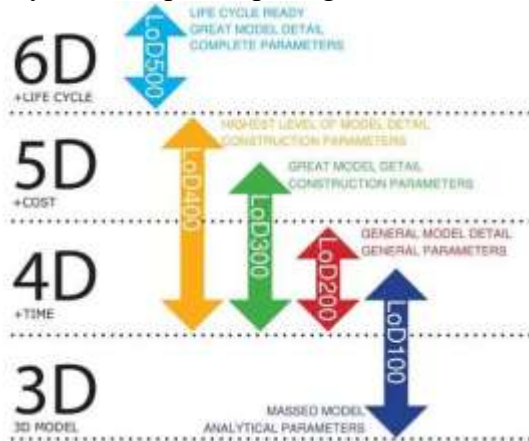 6D
+LIFE CYCLE
LoD500
LIFE CYCLE READY
GREAT MODEL DETAIL
COMPLETE PARAMETERS
5D
+COST
LoD400
HIGHEST LEVEL OF MODEL DETAIL
CONSTRUCTION PARAMETERS
LoD300
GREAT MODEL DETAIL
CONSTRUCTION PARAMETERS
4D
+TIME
LoD200
GENERAL MODEL DETAIL
GENERAL PARAMETERS
LoD100
3D
3D MODEL
MASSED MODEL
ANALYTICAL PARAMETERS